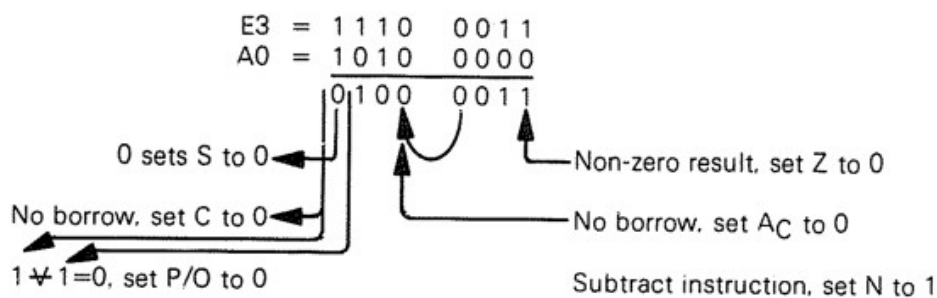 E3 = 1110 0011
A0 = 1010 0000
0100 0011
0 sets S to 0
Non-zero result, set Z to 0
No borrow, set C to 0
No borrow, set AC to 0
1 ⊻ 1=0, set P/O to 0
Subtract instruction, set N to 1